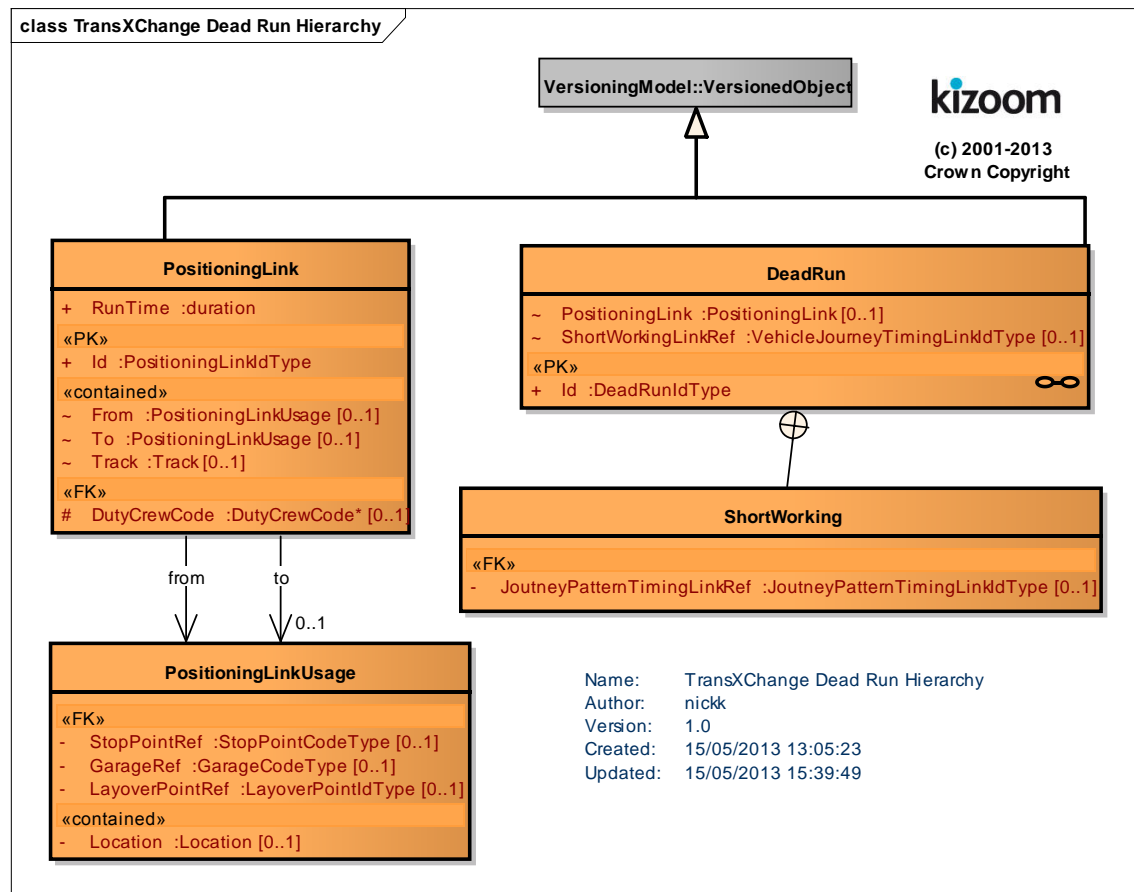 class TransXChange Dead Run Hierarchy
VersioningModel::VersionedObject
kizoom
(c) 2001-2013
Crown Copyright
PositioningLink
+ RunTime :duration
«PK»
+ Id :PositioningLinkIdType
«contained»
~ From :PositioningLinkUsage [0..1]
~ To :PositioningLinkUsage [0..1]
~ Track :Track [0..1]
«FK»
# DutyCrewCode :DutyCrewCode* [0..1]
DeadRun
~ PositioningLink :PositioningLink [0..1]
~ ShortWorkingLinkRef :VehicleJourneyTimingLinkIdType [0..1]
«PK»
+ Id :DeadRunIdType
ShortWorking
«FK»
- JoutneyPatternTimingLinkRef :JoutneyPatternTimingLinkIdType [0..1]
from
to
0..1
PositioningLinkUsage
«FK»
- StopPointRef :StopPointCodeType [0..1]
- GarageRef :GarageCodeType [0..1]
- LayoverPointRef :LayoverPointIdType [0..1]
«contained»
- Location :Location [0..1]
Name: TransXChange Dead Run Hierarchy
Author: nickk
Version: 1.0
Created: 15/05/2013 13:05:23
Updated: 15/05/2013 15:39:49